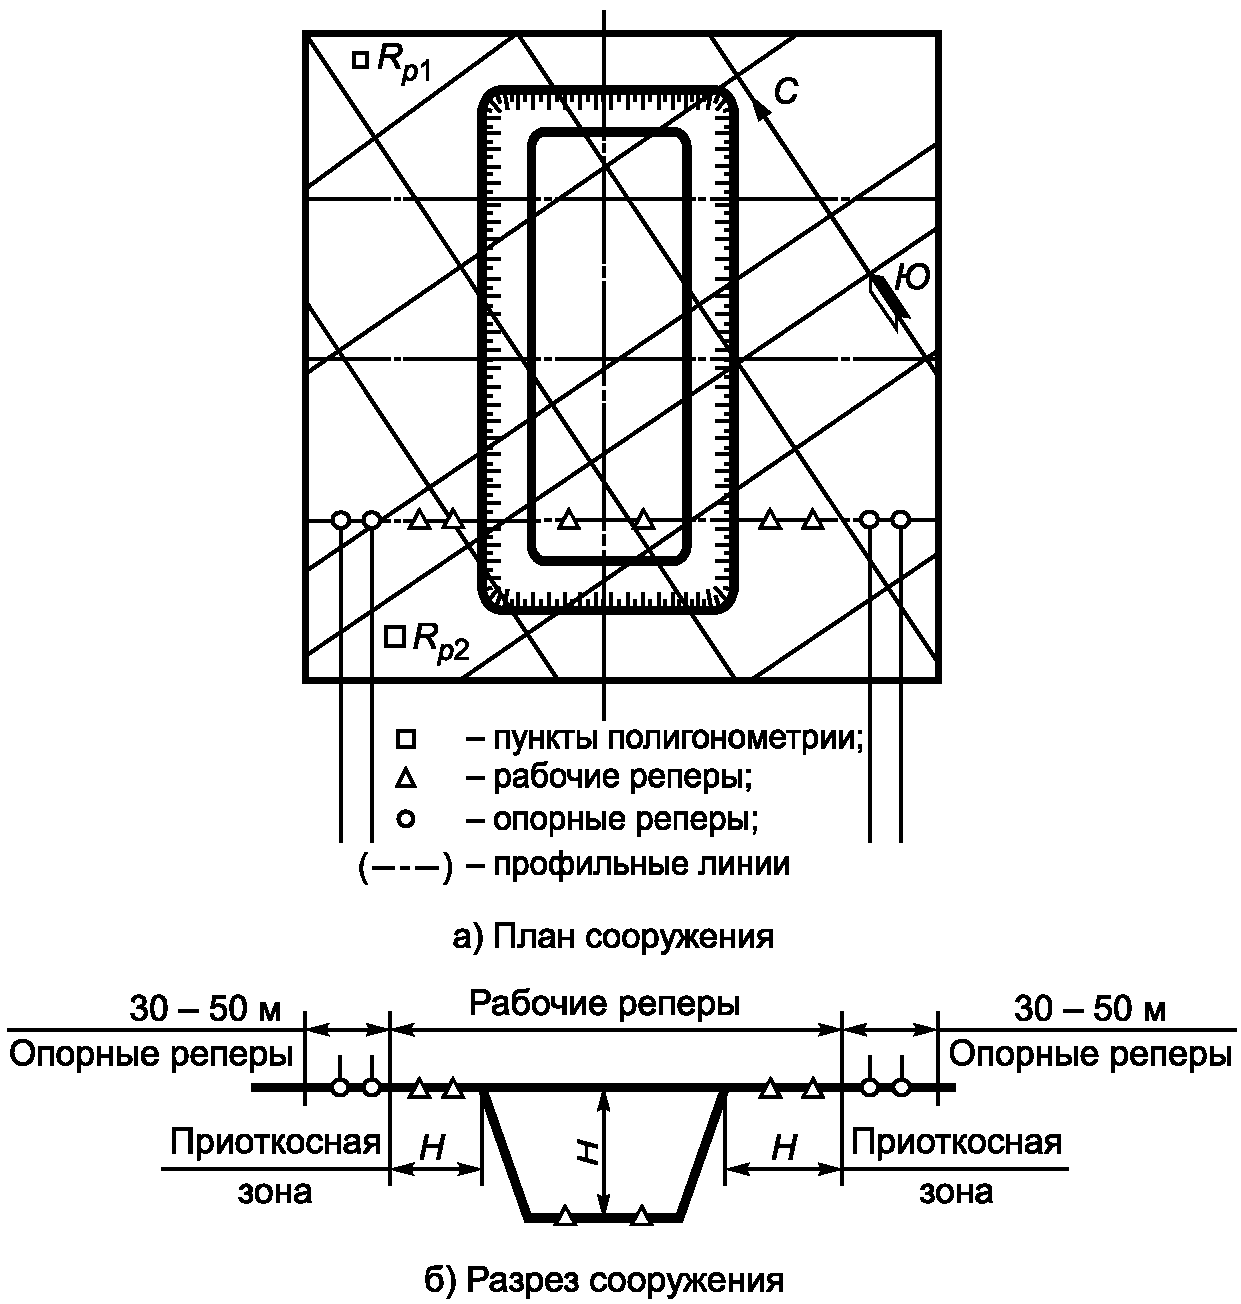 Rp1
С
Ю
Rp2
– пункты полигонометрии;
– рабочие реперы;
– опорные реперы;
(—-—) – профильные линии
а) План сооружения
30 – 50 м
Рабочие реперы
30 – 50 м
Опорные реперы
Опорные реперы
Приоткосная
H
H
H
Приоткосная
зона
зона
б) Разрез сооружения